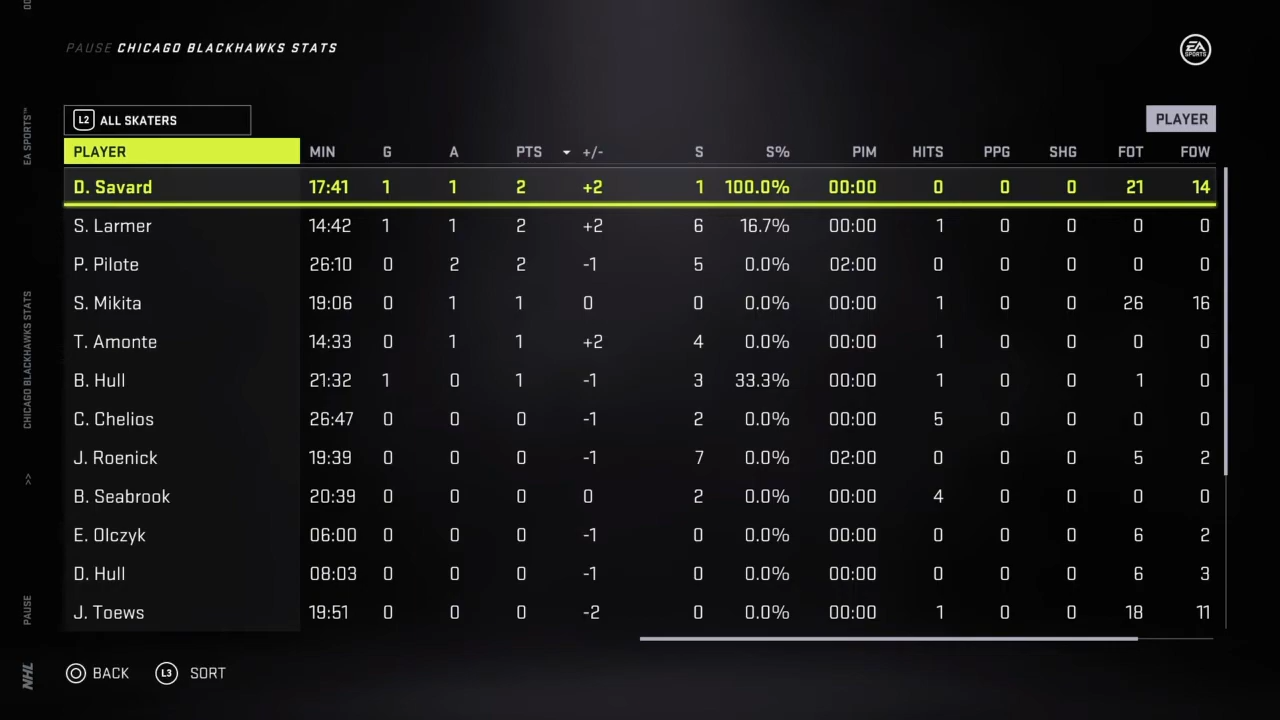 PAUSE CHICAGO BLACKHAWKS STATS
EA SPORTS
L2 ALL SKATERS
PLAYER
PLAYER MIN G A PTS +/- S S% PIM HITS PPG SHG FOT FOW
D. Savard 17:41 1 1 2 +2 1 100.0% 00:00 0 0 0 21 14
S. Larmer 14:42 1 1 2 +2 6 16.7% 00:00 1 0 0 0 0
P. Pilote 26:10 0 2 2 -1 5 0.0% 02:00 0 0 0 0 0
S. Mikita 19:06 0 1 1 0 0 0.0% 00:00 1 0 0 26 16
T. Amonte 14:33 0 1 1 +2 4 0.0% 00:00 1 0 0 0 0
B. Hull 21:32 1 0 1 -1 3 33.3% 00:00 1 0 0 1 0
C. Chelios 26:47 0 0 0 -1 2 0.0% 00:00 5 0 0 0 0
J. Roenick 19:39 0 0 0 -1 7 0.0% 02:00 0 0 0 5 2
B. Seabrook 20:39 0 0 0 0 2 0.0% 00:00 4 0 0 0 0
E. Olczyk 06:00 0 0 0 -1 0 0.0% 00:00 0 0 0 6 2
D. Hull 08:03 0 0 0 -1 0 0.0% 00:00 0 0 0 6 3
J. Toews 19:51 0 0 0 -2 0 0.0% 00:00 1 0 0 18 11
BACK L3 SORT
NHL
PAUSE
>>
CHICAGO BLACKHAWKS STATS
EA SPORTS™